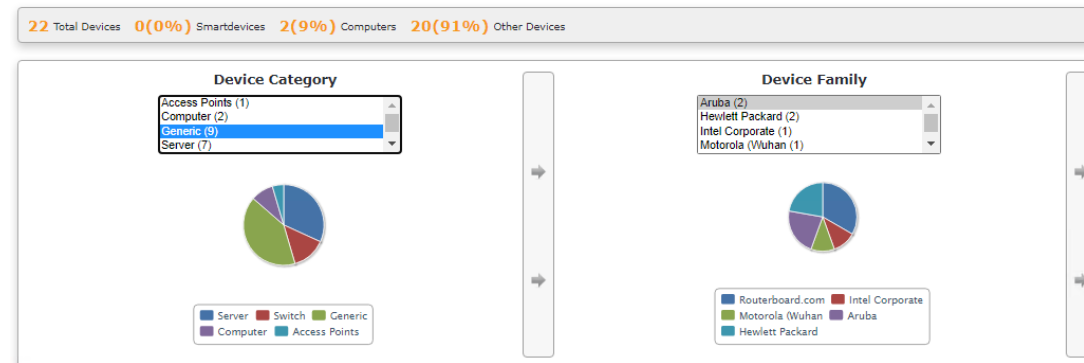 22 Total Devices 0(0%) Smartdevices 2(9%) Computers 20(91%) Other Devices
Device Category
Access Points (1)
Computer (2)
Generic (9)
Server (7)
Server Switch Generic
Computer Access Points
Device Family
Aruba (2)
Hewlett Packard (2)
Intel Corporate (1)
Motorola (Wuhan (1)
Routerboard.com Intel Corporate
Motorola (Wuhan Aruba
Hewlett Packard